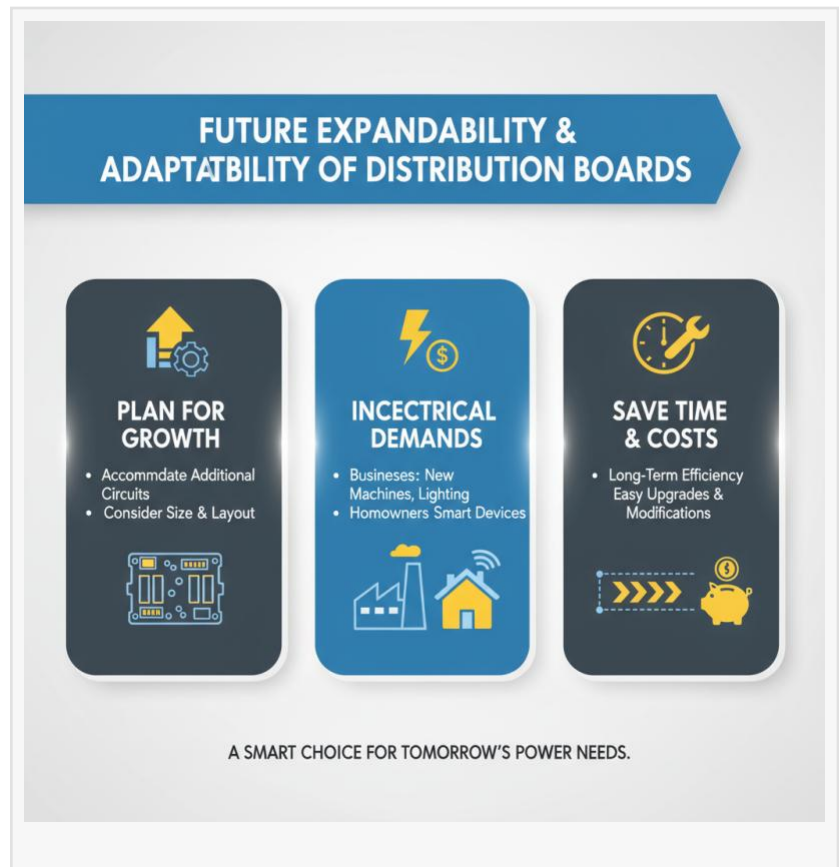 FUTURE EXPANDABILITY &
ADAPTATBILITY OF DISTRIBUTION BOARDS
PLAN FOR
GROWTH
• Accommdate Additional
Circuits
• Consider Size & Layout
INCECTRICAL
DEMANDS
• Busineses: New
Machines, Lighting
• Homowners Smart Devices
SAVE TIME
& COSTS
• Long-Term Efficiency
Easy Upgrades &
Modifications
A SMART CHOICE FOR TOMORROW'S POWER NEEDS.